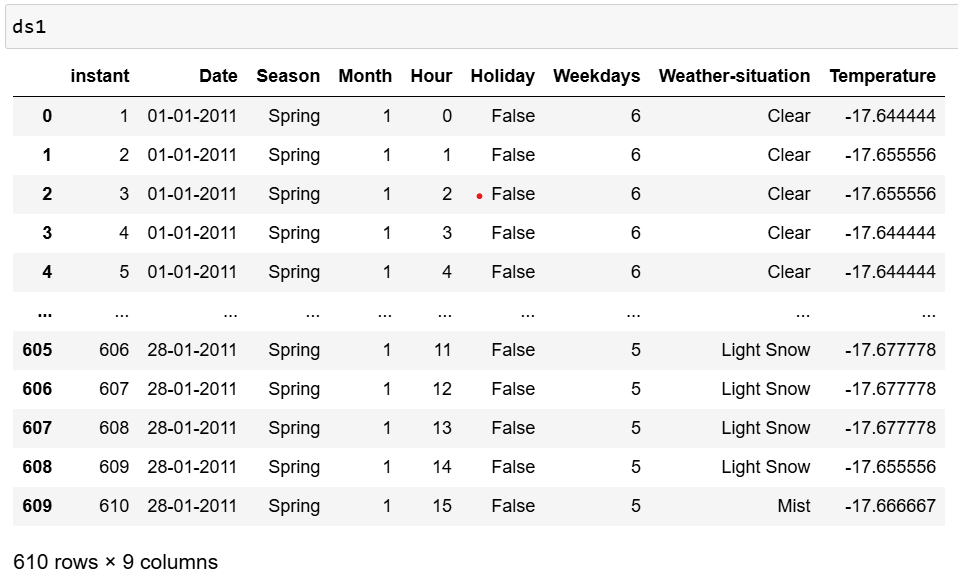 ds1
instant Date Season Month Hour Holiday Weekdays Weather-situation Temperature
0 1 01-01-2011 Spring 1 0 False 6 Clear -17.644444
1 2 01-01-2011 Spring 1 1 False 6 Clear -17.655556
2 3 01-01-2011 Spring 1 2 False 6 Clear -17.655556
3 4 01-01-2011 Spring 1 3 False 6 Clear -17.644444
4 5 01-01-2011 Spring 1 4 False 6 Clear -17.644444
... ... ... ... ... ... ... ... ... ...
605 606 28-01-2011 Spring 1 11 False 5 Light Snow -17.677778
606 607 28-01-2011 Spring 1 12 False 5 Light Snow -17.677778
607 608 28-01-2011 Spring 1 13 False 5 Light Snow -17.677778
608 609 28-01-2011 Spring 1 14 False 5 Light Snow -17.655556
609 610 28-01-2011 Spring 1 15 False 5 Mist -17.666667
610 rows × 9 columns